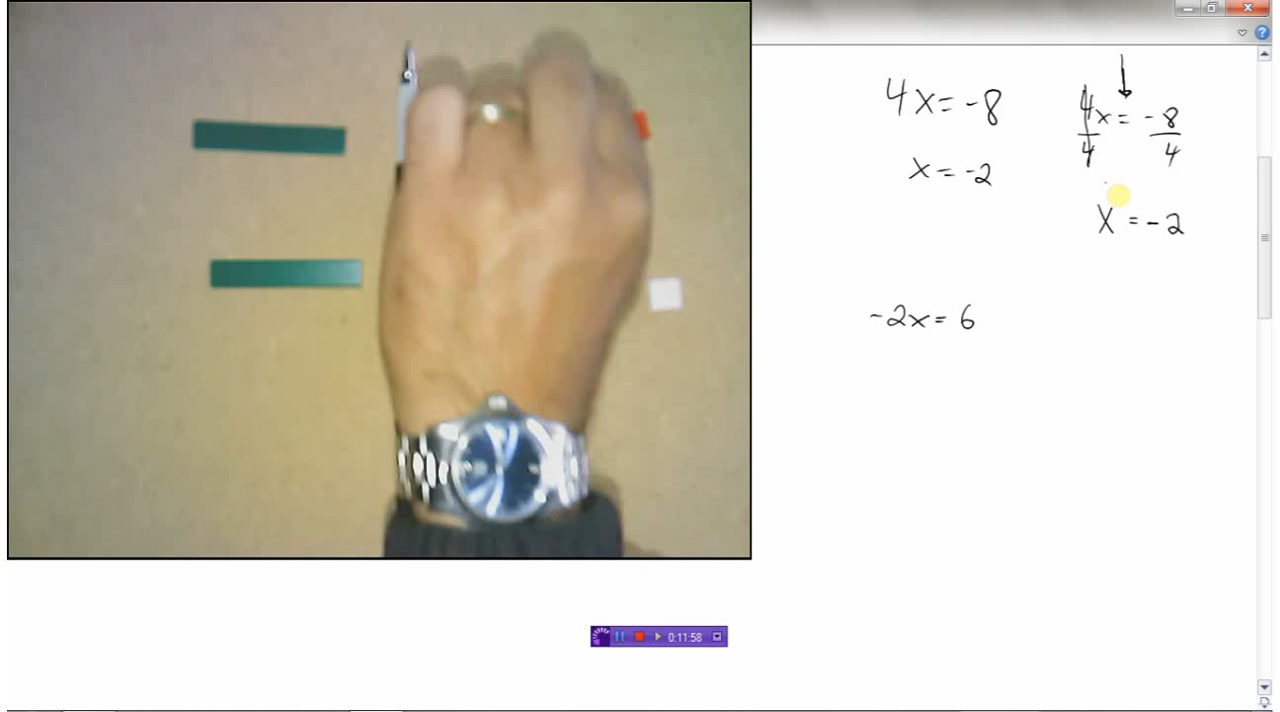 4x = -8
x = -2
4x = -8
4 4
x = -2
-2x = 6
0:11:58